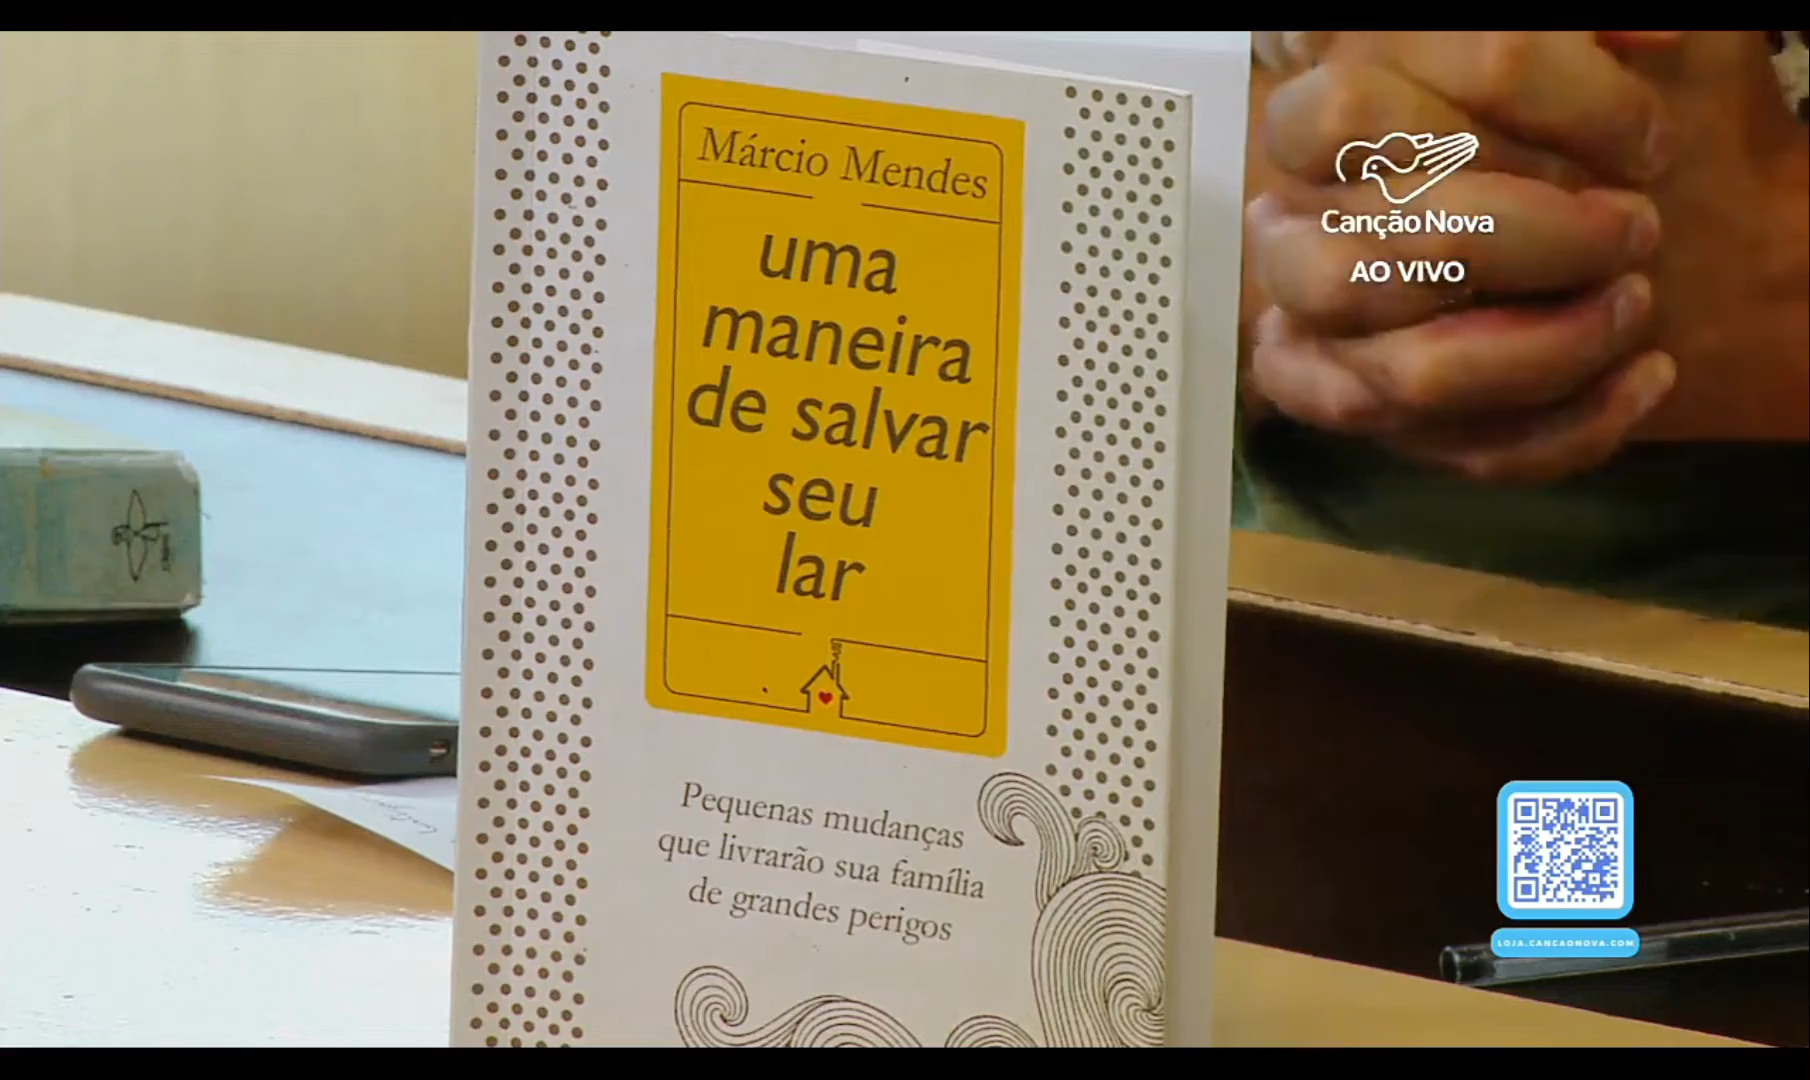 Márcio Mendes
uma
maneira
de salvar
seu
lar
Pequenas mudanças
que livrarão sua família
de grandes perigos
Canção Nova
AO VIVO
LOJA.CANCAONOVA.COM